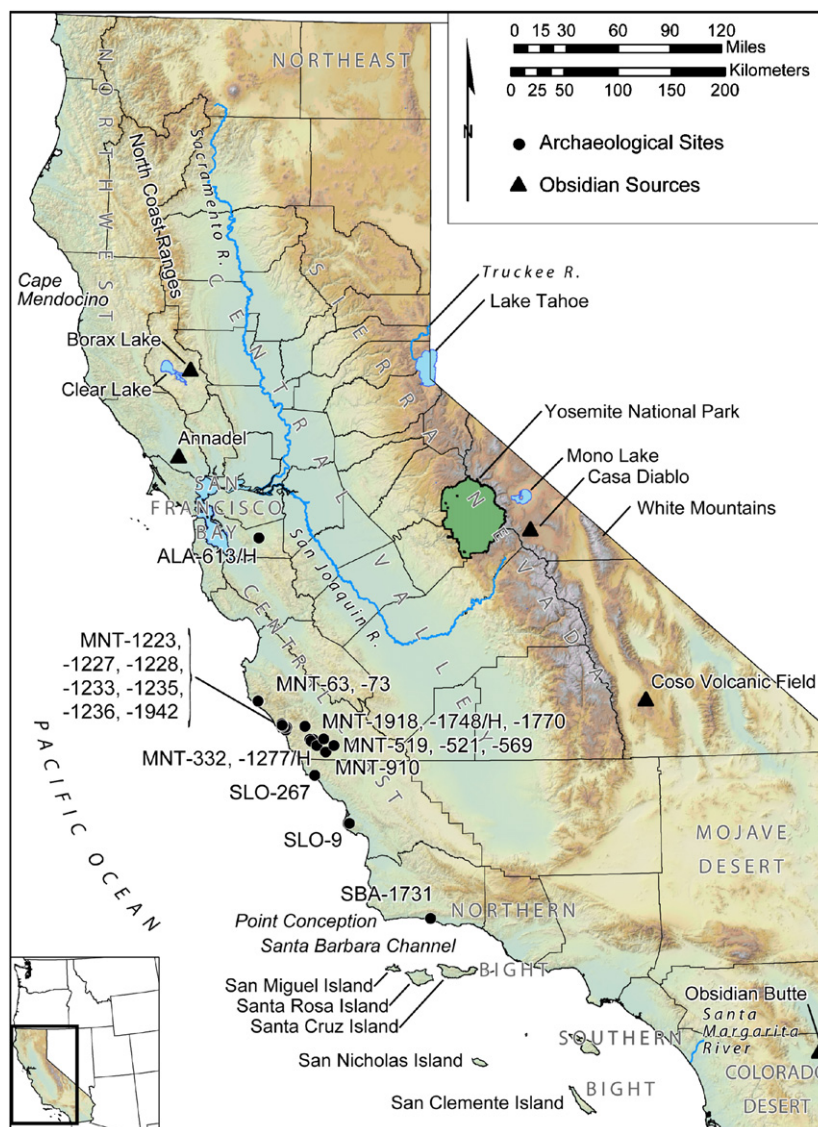 0 15 30 60 90 120
Miles
Kilometers
0 25 50 100 150 200
N
Archaeological Sites
Obsidian Sources
NORTHEAST
NORTHWEST
North Coast Ranges
Sacramento R.
Cape
Mendocino
CENTRAL VALLEY
SIERRA NEVADA
Truckee R.
Lake Tahoe
Borax Lake
Clear Lake
Yosemite National Park
Annadel
Mono Lake
Casa Diablo
White Mountains
SAN
FRANCISCO
BAY
ALA-613/H
San Joaquin R.
CENTRAL COAST
MNT-1223,
-1227, -1228,
-1233, -1235,
-1236, -1942
MNT-63, -73
Coso Volcanic Field
MNT-1918, -1748/H, -1770
MNT-519, -521, -569
MNT-332, -1277/H
MNT-910
SLO-267
PACIFIC OCEAN
SLO-9
MOJAVE
DESERT
SBA-1731
NORTHERN
BIGHT
Point Conception
Santa Barbara Channel
San Miguel Island
Santa Rosa Island
Santa Cruz Island
Obsidian Butte
Santa
Margarita
River
SOUTHERN
BIGHT
San Nicholas Island
COLORADO
DESERT
San Clemente Island